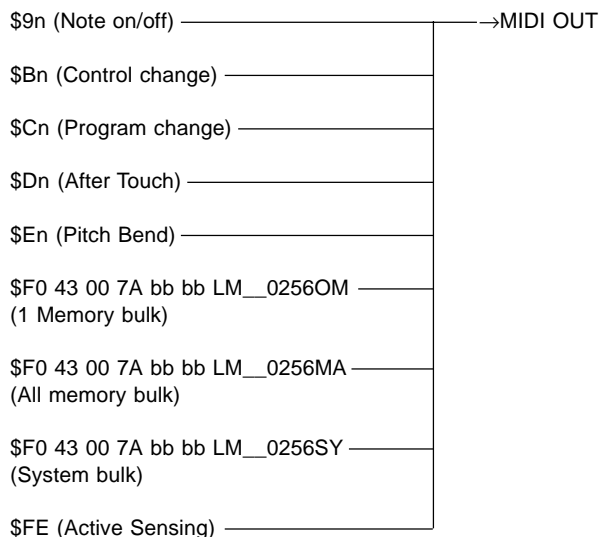 $9n (Note on/off) →MIDI OUT
$Bn (Control change)
$Cn (Program change)
$Dn (After Touch)
$En (Pitch Bend)
$F0 43 00 7A bb bb LM__0256OM
(1 Memory bulk)
$F0 43 00 7A bb bb LM__0256MA
(All memory bulk)
$F0 43 00 7A bb bb LM__0256SY
(System bulk)
$FE (Active Sensing)